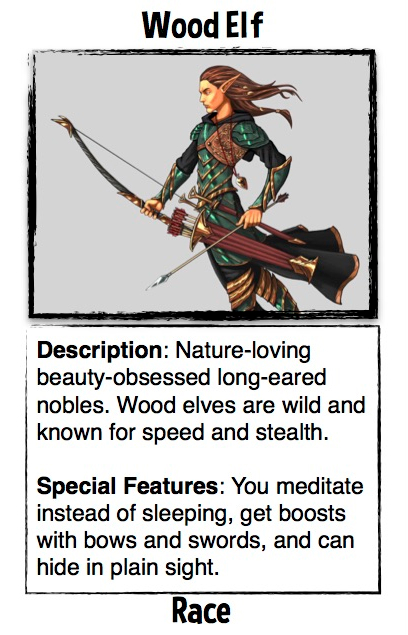 Wood Elf
Description: Nature-loving
beauty-obsessed long-eared
nobles. Wood elves are wild and
known for speed and stealth.
Special Features: You meditate
instead of sleeping, get boosts
with bows and swords, and can
hide in plain sight.
Race